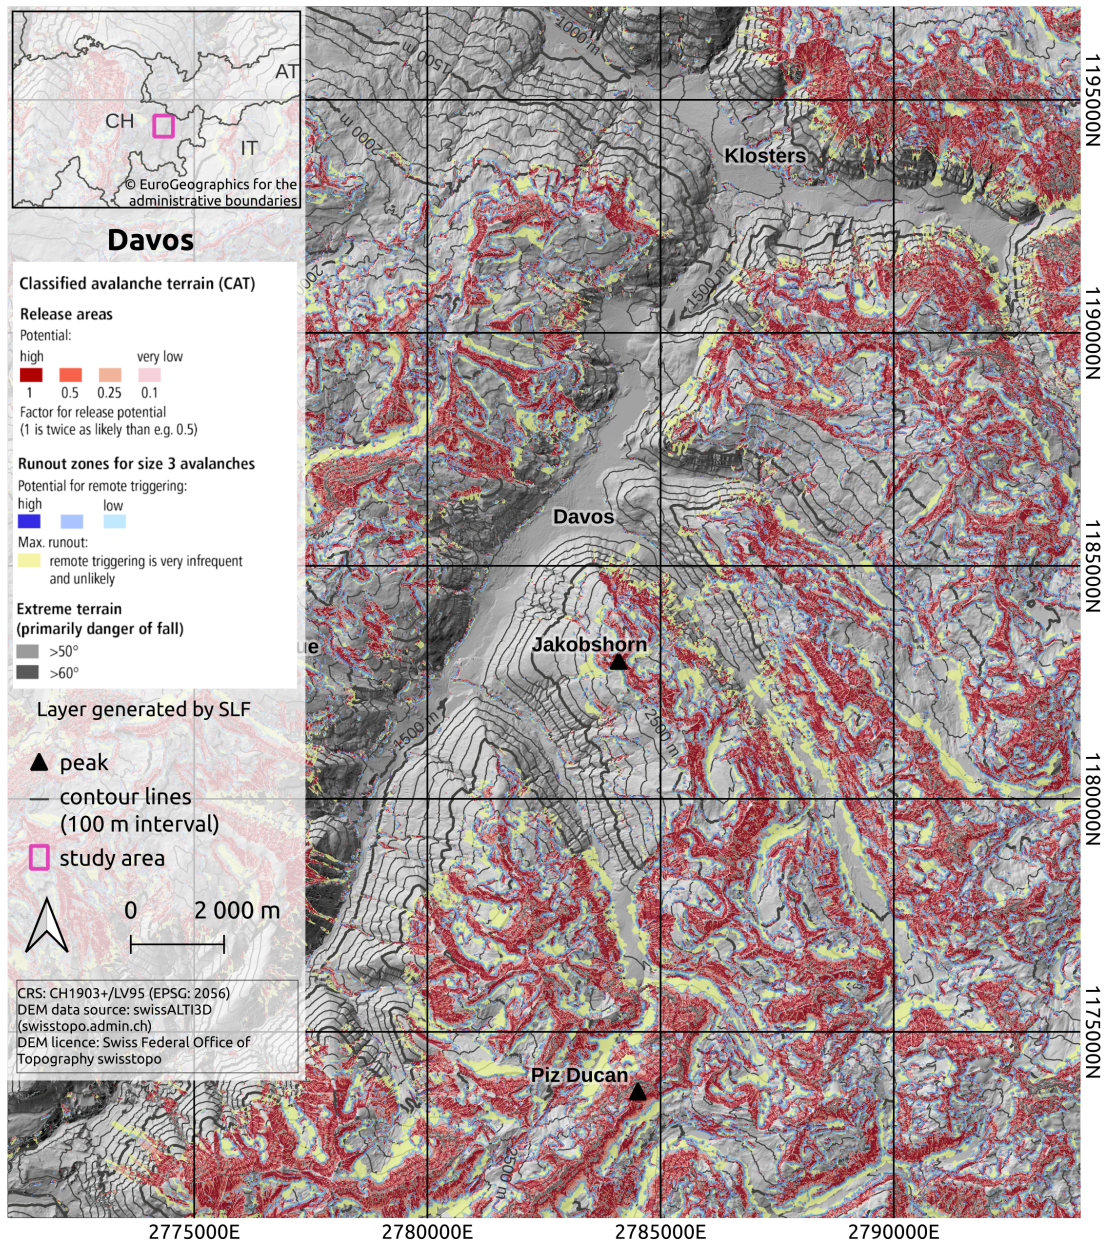 AT
CH
IT
© EuroGeographics for the
administrative boundaries
Davos
Classified avalanche terrain (CAT)
Release areas
Potential:
high very low
1 0.5 0.25 0.1
Factor for release potential
(1 is twice as likely than e.g. 0.5)
Runout zones for size 3 avalanches
Potential for remote triggering:
high low
Max. runout:
remote triggering is very infrequent
and unlikely
Extreme terrain
(primarily danger of fall)
>50°
>60°
Layer generated by SLF
peak
contour lines
(100 m interval)
study area
0 2 000 m
CRS: CH1903+/LV95 (EPSG: 2056)
DEM data source: swissALTI3D
(swisstopo.admin.ch)
DEM licence: Swiss Federal Office of
Topography swisstopo
1000 m
1500 m
2000 m
Klosters
1500 m
Davos
Jakobshorn
ue
1500 m
2500 m
Piz Ducan
2500 m
1195000N
1190000N
1185000N
1180000N
1175000N
2775000E 2780000E 2785000E 2790000E